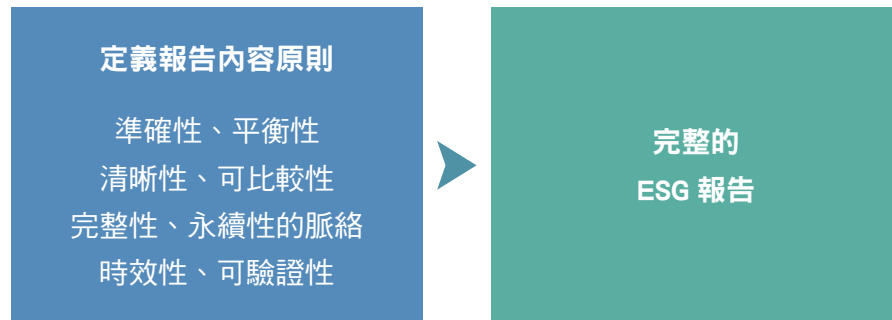 定義報告內容原則
準確性、平衡性
清晰性、可比較性
完整性、永續性的脈絡
時效性、可驗證性
完整的
ESG 報告